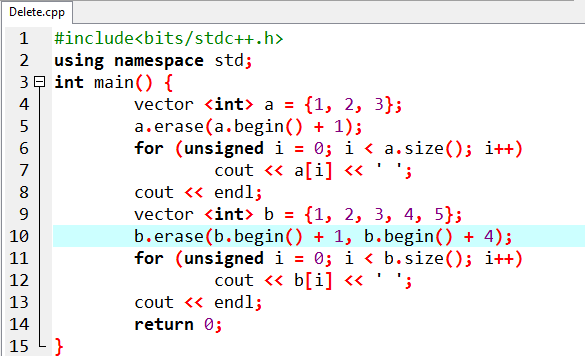 Delete.cpp
1 #include<bits/stdc++.h>
2 using namespace std;
3 int main() {
4 vector <int> a = {1, 2, 3};
5 a.erase(a.begin() + 1);
6 for (unsigned i = 0; i < a.size(); i++)
7 cout << a[i] << ' ';
8 cout << endl;
9 vector <int> b = {1, 2, 3, 4, 5};
10 b.erase(b.begin() + 1, b.begin() + 4);
11 for (unsigned i = 0; i < b.size(); i++)
12 cout << b[i] << ' ';
13 cout << endl;
14 return 0;
15 }